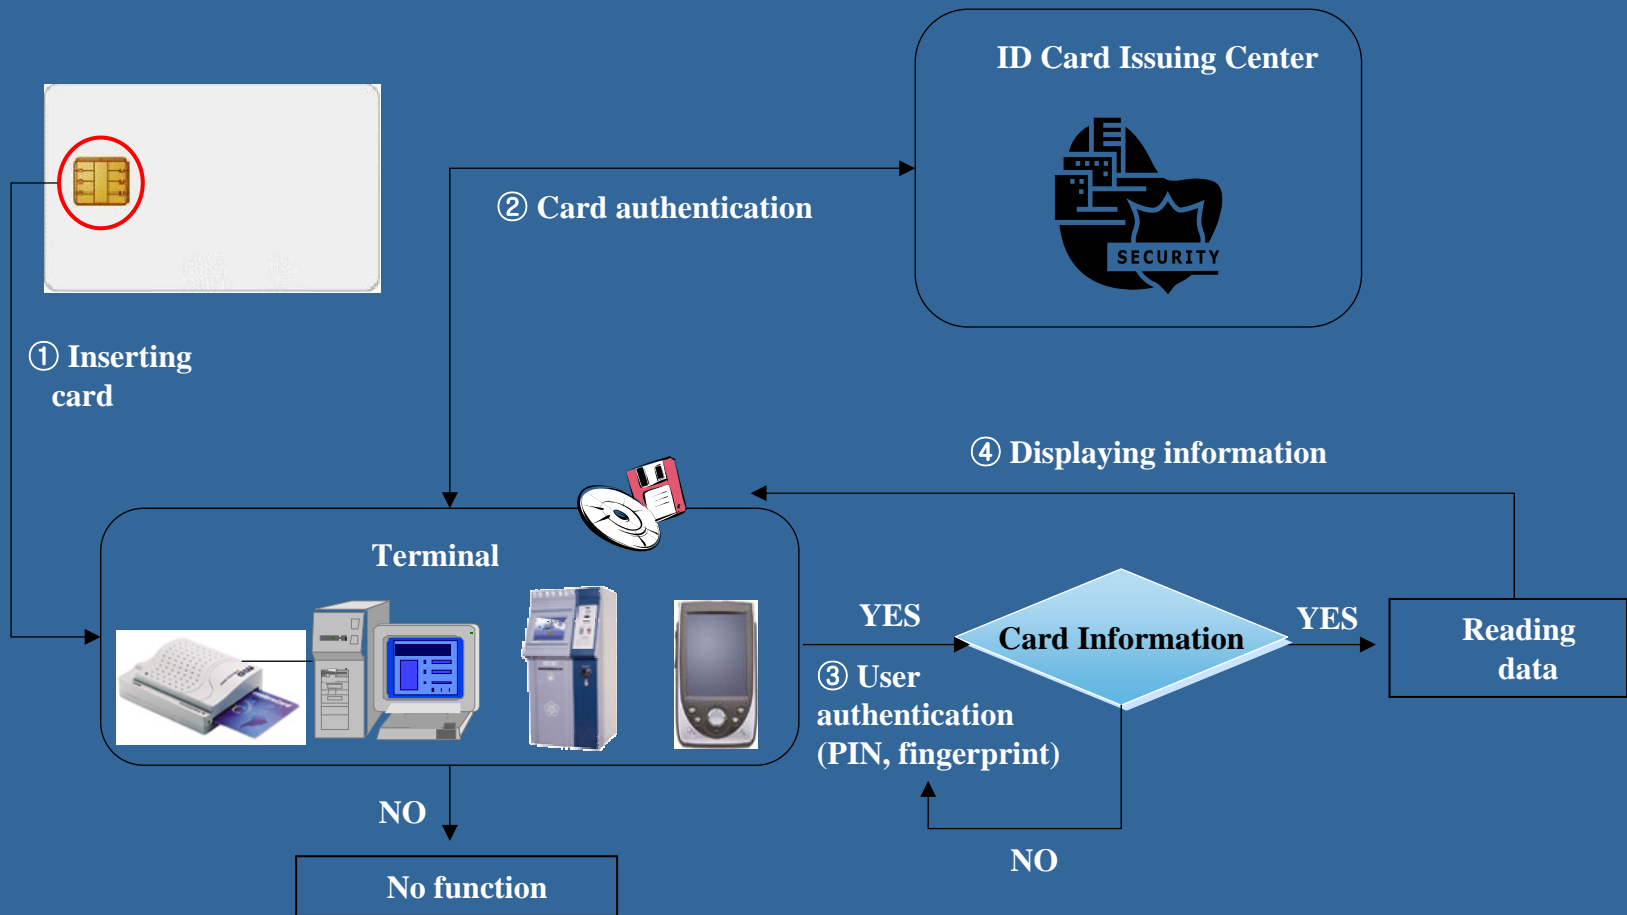 ID Card Issuing Center
SECURITY
② Card authentication
① Inserting
card
④ Displaying information
Terminal
YES
Card Information
YES
Reading
data
③ User
authentication
(PIN, fingerprint)
NO
NO
No function